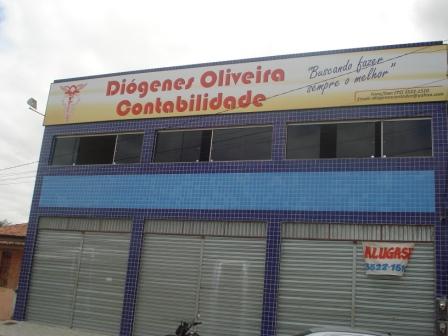 Diógenes Oliveira
Contabilidade
"Buscando fazer
sempre o melhor"
ALUGASE